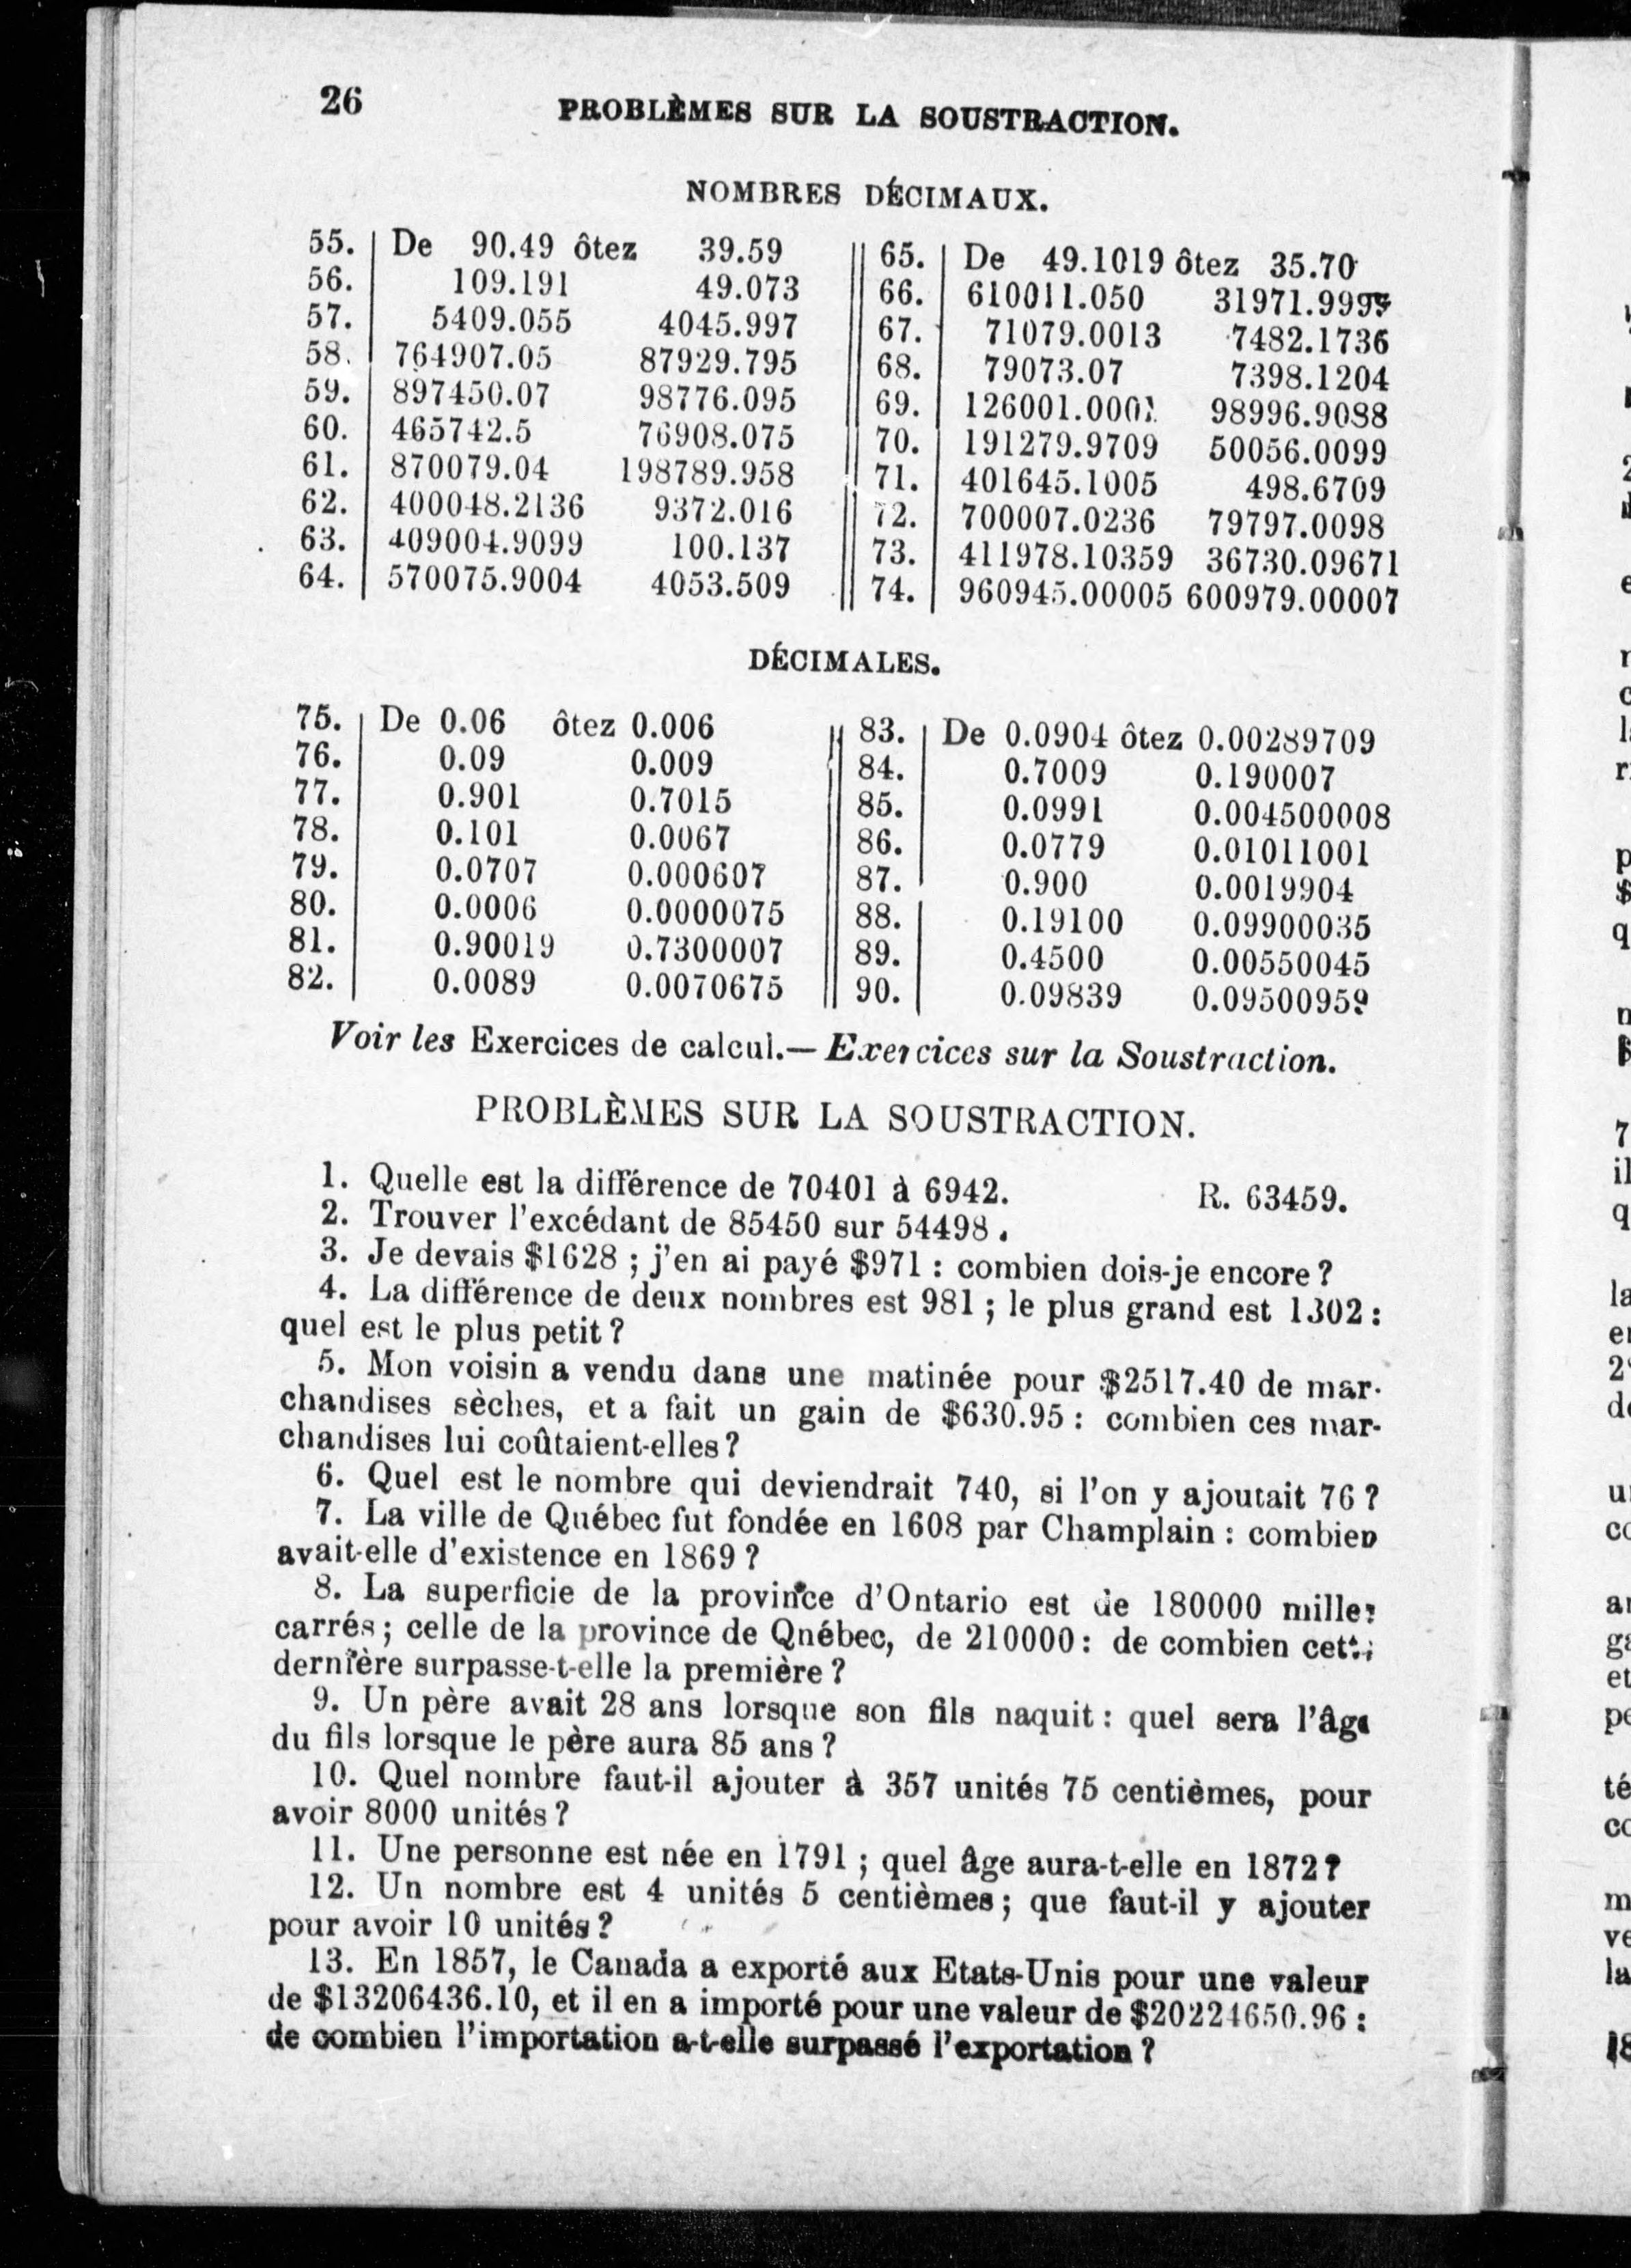 26 PROBLÈMES SUR LA SOUSTRACTION.
NOMBRES DÉCIMAUX.
55. De 90.49 ôtez 39.59
56. 109.191 49.073
57. 5409.055 4045.997
58. 764907.05 87929.795
59. 897450.07 98776.095
60. 465742.5 76908.075
61. 870079.04 198789.958
62. 400048.2136 9372.016
63. 409004.9099 100.137
64. 570075.9004 4053.509
65. De 49.1019 ôtez 35.70
66. 610011.050 31971.9999
67. 71079.0013 7482.1736
68. 79073.07 7398.1204
69. 126001.0001 98996.9088
70. 191279.9709 50056.0099
71. 401645.1005 498.6709
72. 700007.0236 79797.0098
73. 411978.10359 36730.09671
74. 960945.00005 600979.00007
DÉCIMALES.
75. De 0.06 ôtez 0.006
76. 0.09 0.009
77. 0.901 0.7015
78. 0.101 0.0067
79. 0.0707 0.000607
80. 0.0006 0.0000075
81. 0.90019 0.7300007
82. 0.0089 0.0070675
83. De 0.0904 ôtez 0.00289709
84. 0.7009 0.190007
85. 0.0991 0.004500008
86. 0.0779 0.01011001
87. 0.900 0.0019904
88. 0.19100 0.09900035
89. 0.4500 0.00550045
90. 0.09839 0.09500959
Voir les Exercices de calcul.—Exercices sur la Soustraction.
PROBLÈMES SUR LA SOUSTRACTION.
1. Quelle est la différence de 70401 à 6942. R. 63459.
2. Trouver l'excédant de 85450 sur 54498.
3. Je devais $1628 ; j'en ai payé $971 : combien dois-je encore ?
4. La différence de deux nombres est 981 ; le plus grand est 1302 :
quel est le plus petit ?
5. Mon voisin a vendu dans une matinée pour $2517.40 de mar-
chandises sèches, et a fait un gain de $630.95 : combien ces mar-
chandises lui coûtaient-elles ?
6. Quel est le nombre qui deviendrait 740, si l'on y ajoutait 76 ?
7. La ville de Québec fut fondée en 1608 par Champlain : combien
avait-elle d'existence en 1869 ?
8. La superficie de la province d'Ontario est de 180000 milles
carrés ; celle de la province de Qnébec, de 210000 : de combien cette
dernière surpasse-t-elle la première ?
9. Un père avait 28 ans lorsque son fils naquit : quel sera l'âge
du fils lorsque le père aura 85 ans ?
10. Quel nombre faut-il ajouter à 357 unités 75 centièmes, pour
avoir 8000 unités ?
11. Une personne est née en 1791 ; quel âge aura-t-elle en 1872 ?
12. Un nombre est 4 unités 5 centièmes ; que faut-il y ajouter
pour avoir 10 unités ?
13. En 1857, le Canada a exporté aux Etats-Unis pour une valeur
de $13206436.10, et il en a importé pour une valeur de $20224650.96 :
de combien l'importation a-t-elle surpassé l'exportation ?